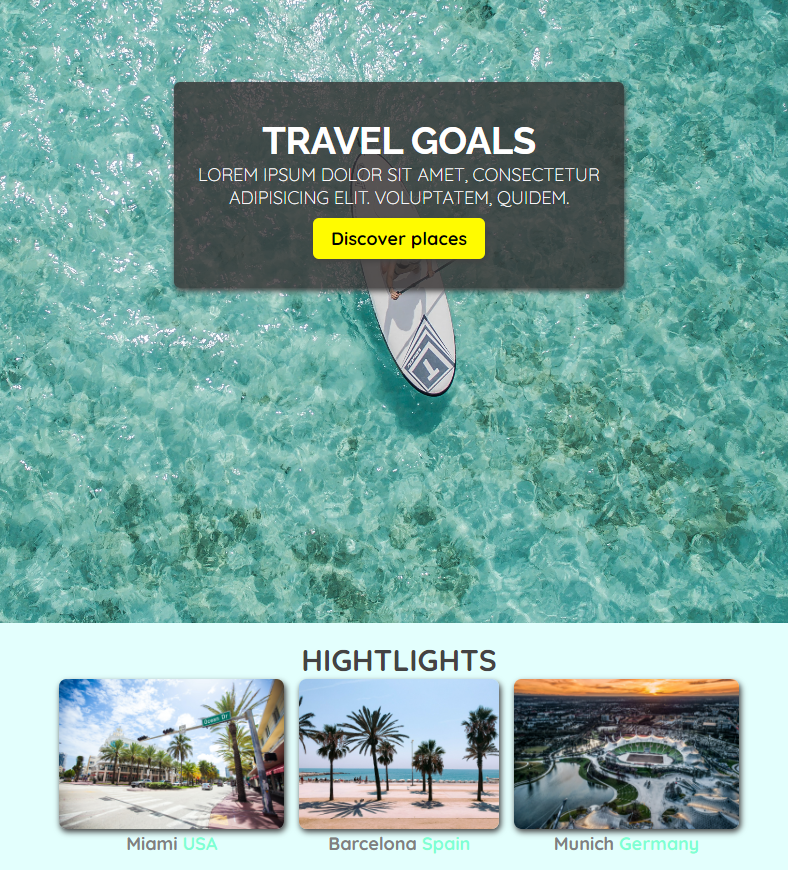 TRAVEL GOALS
LOREM IPSUM DOLOR SIT AMET, CONSECTETUR
ADIPISICING ELIT. VOLUPTATEM, QUIDEM.
Discover places
HIGHTLIGHTS
Ocean Dr
Miami USA
Barcelona Spain
Munich Germany